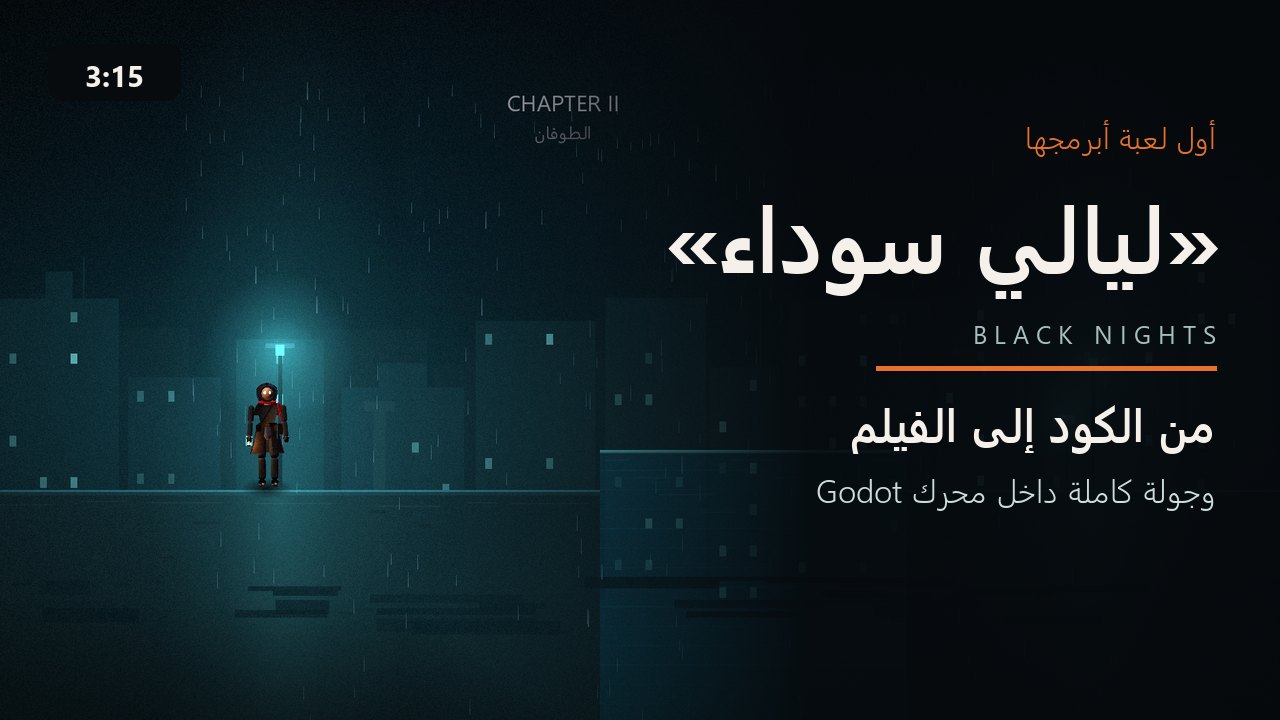 3:15
CHAPTER II
الطوفان
أول لعبة أبرمجها
«ليالي سوداء»
BLACK NIGHTS
من الكود إلى الفيلم
وجولة كاملة داخل محرك Godot